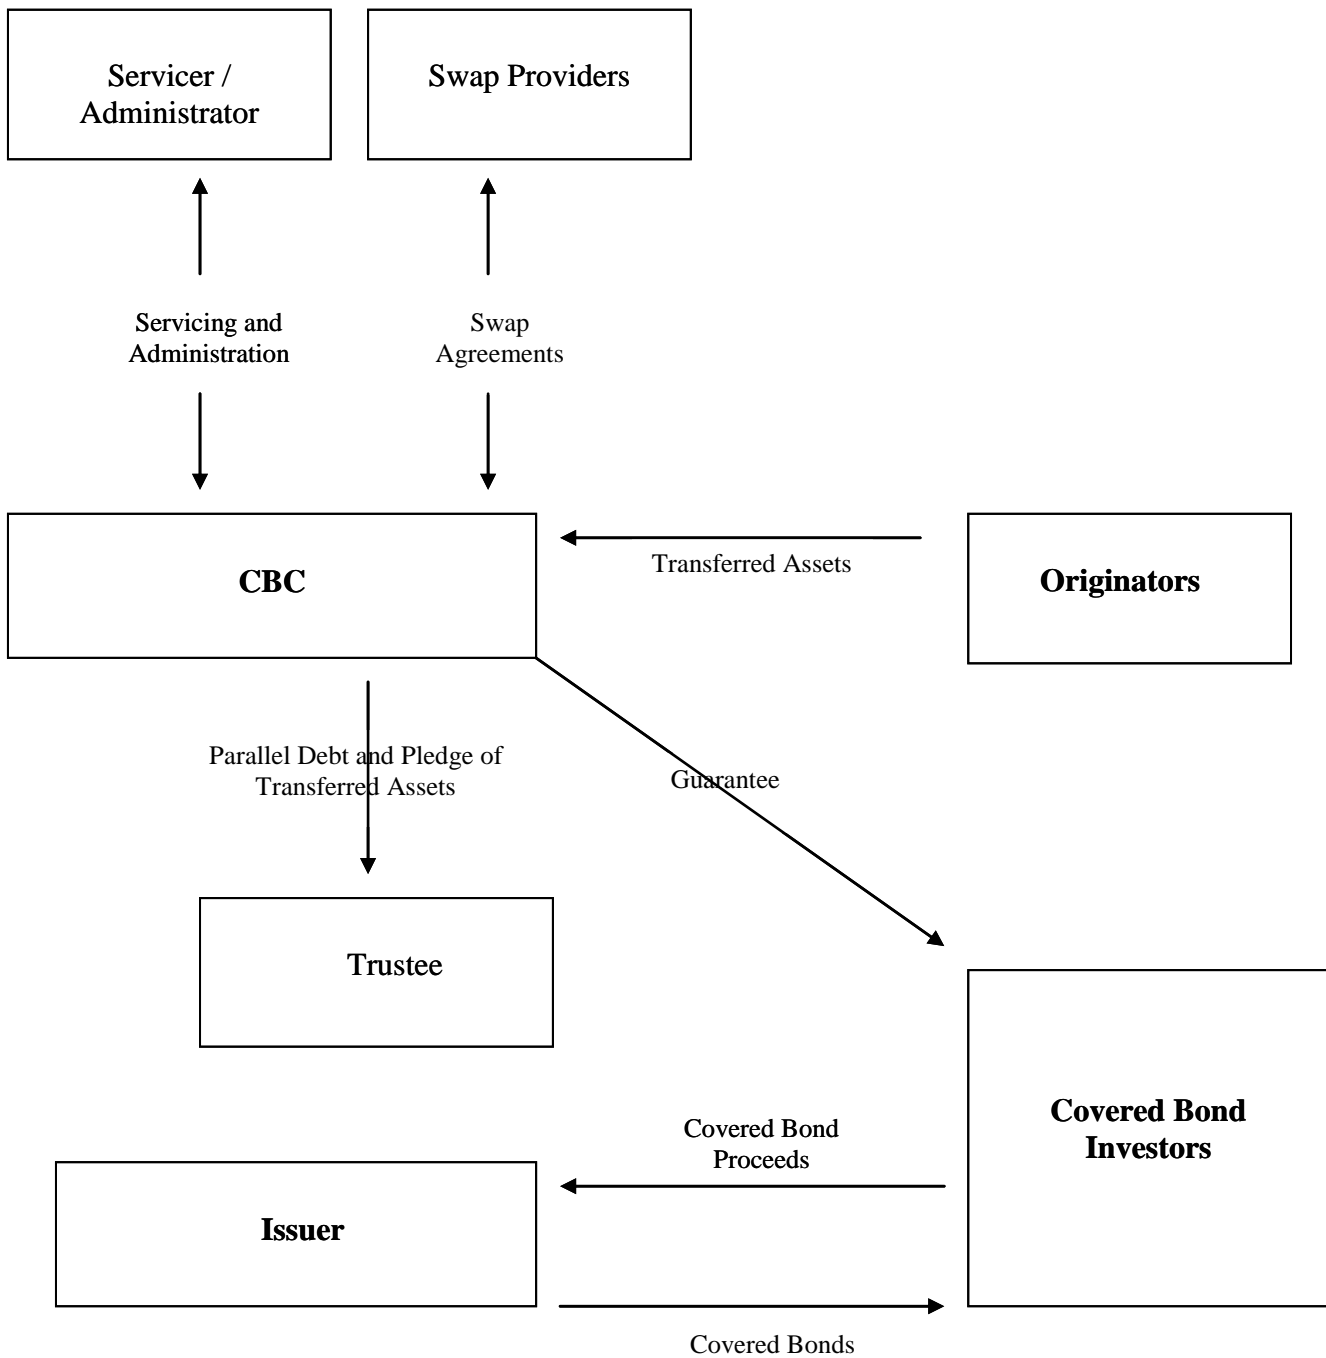 Servicer /
Administrator
Swap Providers
Servicing and
Administration
Swap
Agreements
CBC
Transferred Assets
Originators
Parallel Debt and Pledge of
Transferred Assets
Guarantee
Trustee
Covered Bond
Investors
Covered Bond
Proceeds
Issuer
Covered Bonds